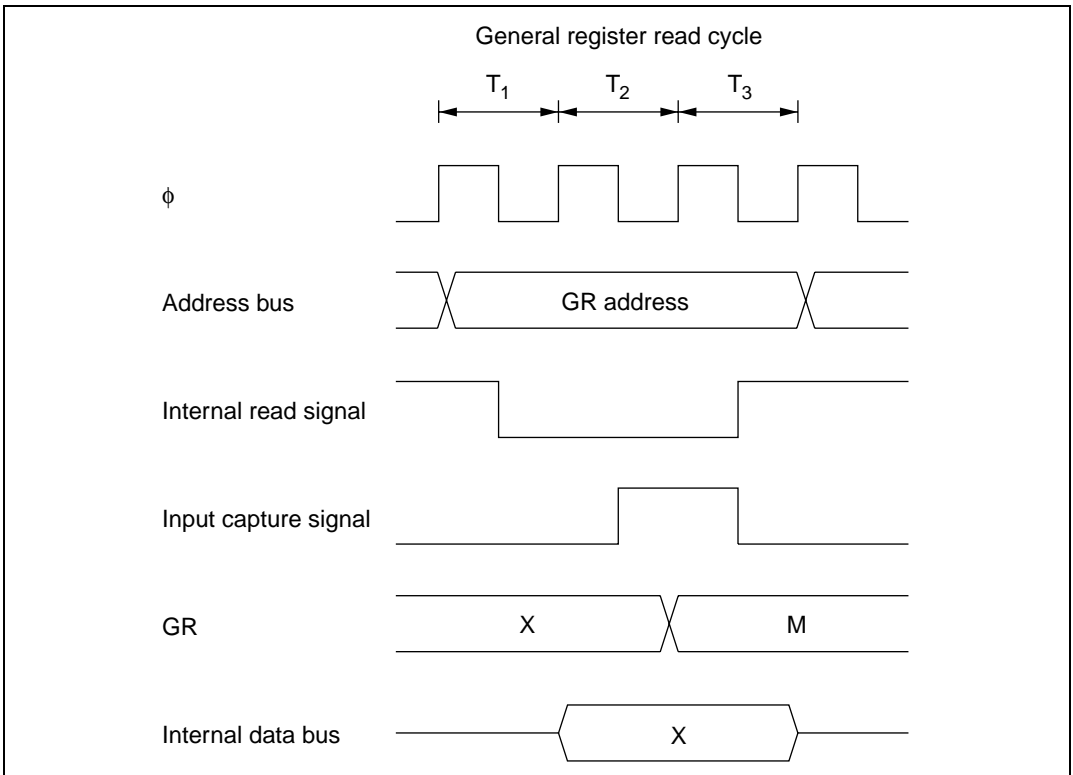 General register read cycle
T1 T2 T3
ϕ
Address bus GR address
Internal read signal
Input capture signal
GR X M
Internal data bus X